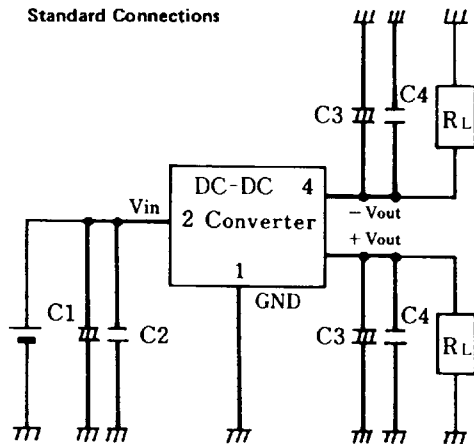 Standard Connections
C3
C4
RL
DC-DC 4
Vin
2 Converter
− Vout
+ Vout
1
GND
C1
C2
C3
C4
RL